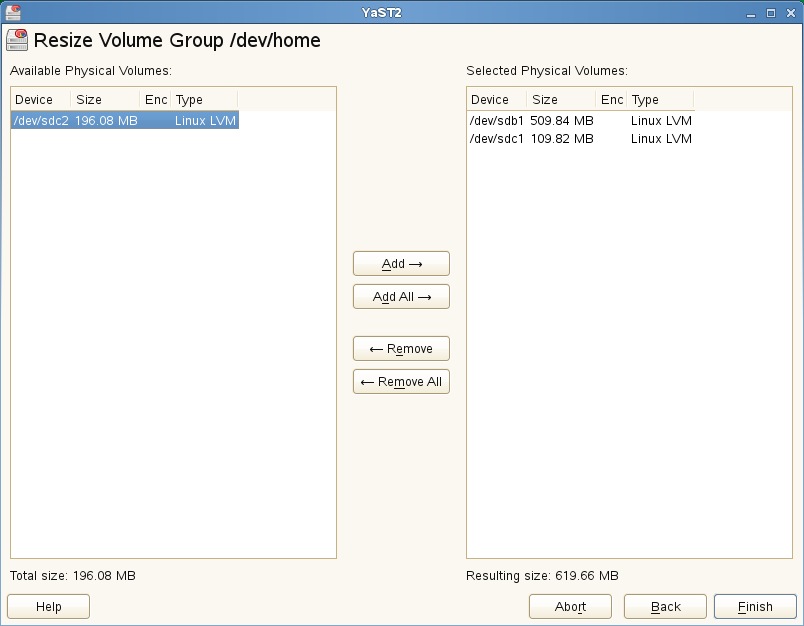 YaST2
Resize Volume Group /dev/home
Available Physical Volumes:
Device Size Enc Type
/dev/sdc2 196.08 MB Linux LVM
Total size: 196.08 MB
Add →
Add All →
← Remove
← Remove All
Selected Physical Volumes:
Device Size Enc Type
/dev/sdb1 509.84 MB Linux LVM
/dev/sdc1 109.82 MB Linux LVM
Resulting size: 619.66 MB
Help
Abort
Back
Finish